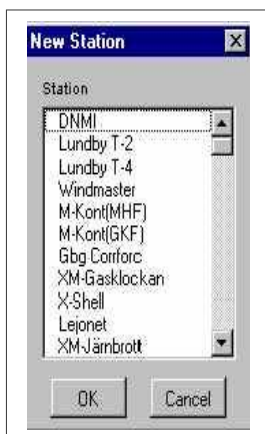 New Station
Station
DNMI
Lundby T-2
Lundby T-4
Windmaster
M-Kont(MHF)
M-Kont(GKF)
Gbg Corrforc
XM-Gasklockan
X-Shell
Lejonet
XM-Järnbrott
OK
Cancel